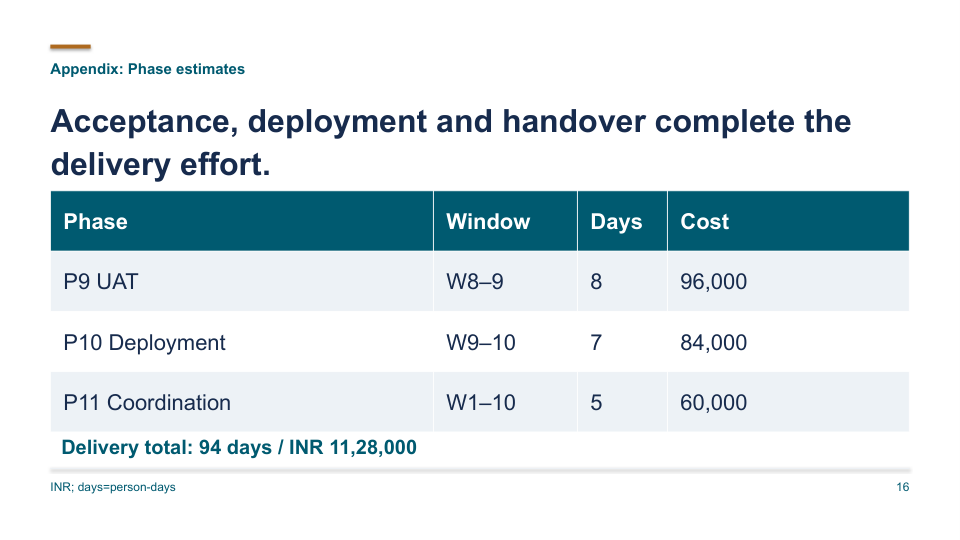 Appendix: Phase estimates
Acceptance, deployment and handover complete the
delivery effort.
Phase Window Days Cost
P9 UAT W8–9 8 96,000
P10 Deployment W9–10 7 84,000
P11 Coordination W1–10 5 60,000
Delivery total: 94 days / INR 11,28,000
INR; days=person-days 16